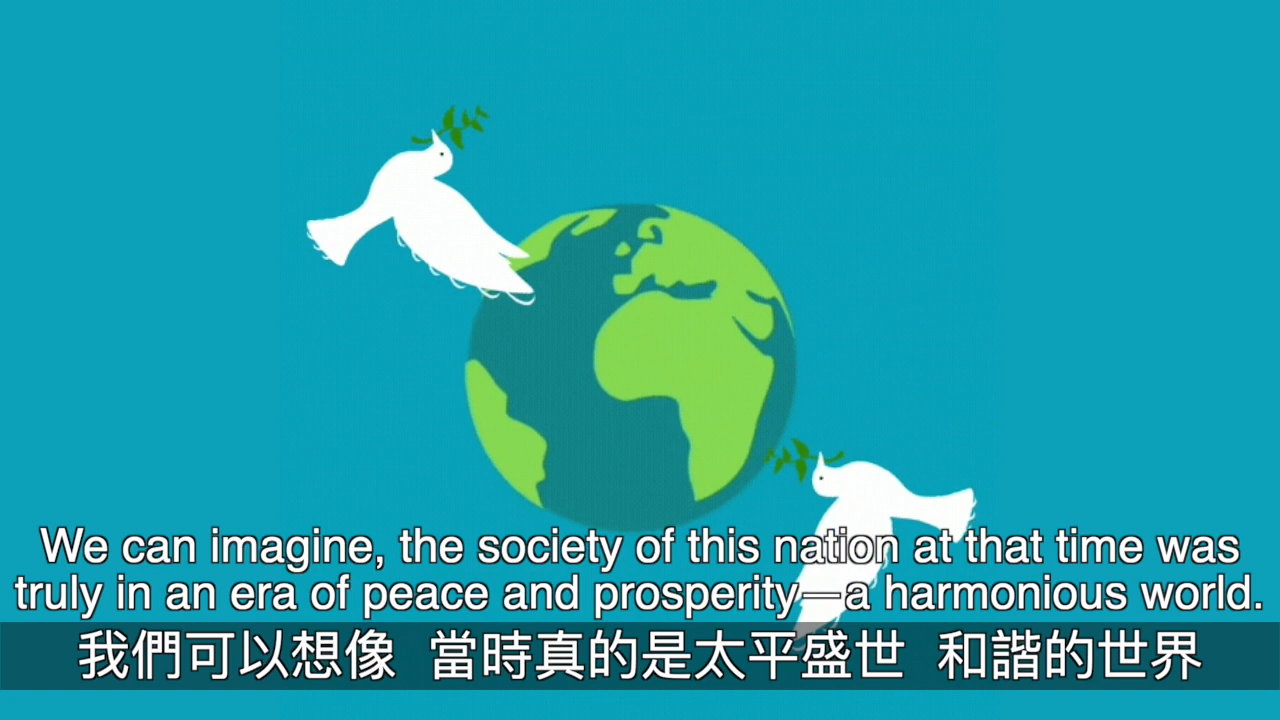 We can imagine, the society of this nation at that time was
truly in an era of peace and prosperity—a harmonious world.
我們可以想像 當時真的是太平盛世 和諧的世界